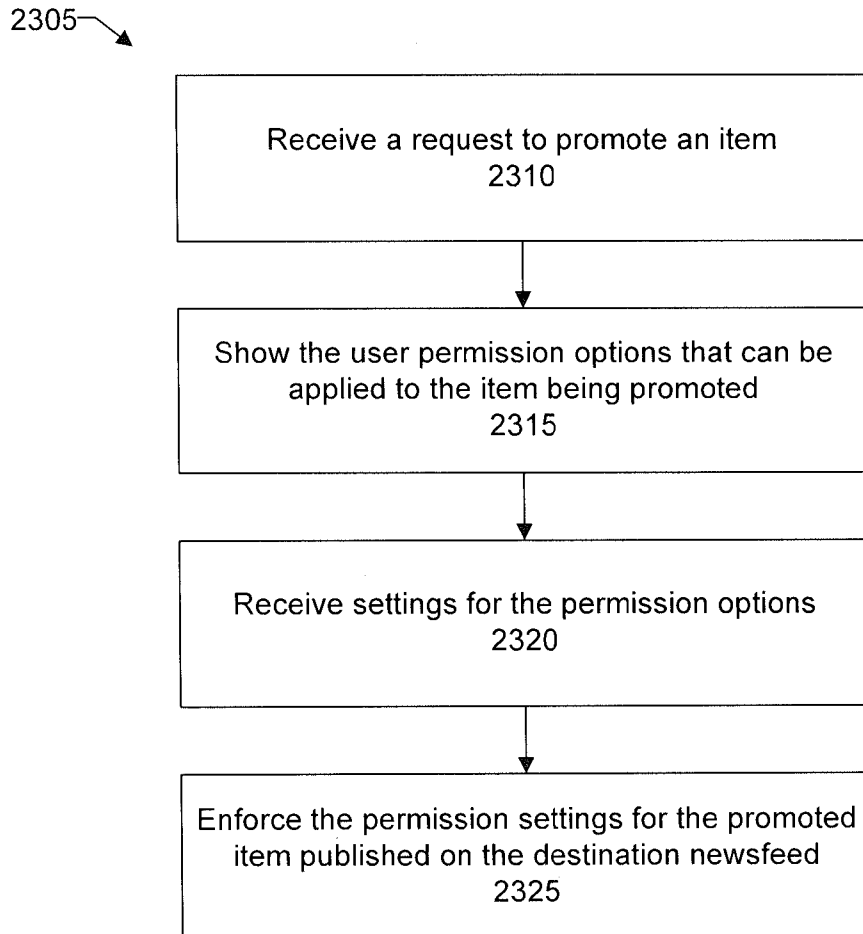 2305
Receive a request to promote an item
2310
Show the user permission options that can be
applied to the item being promoted
2315
Receive settings for the permission options
2320
Enforce the permission settings for the promoted
item published on the destination newsfeed
2325